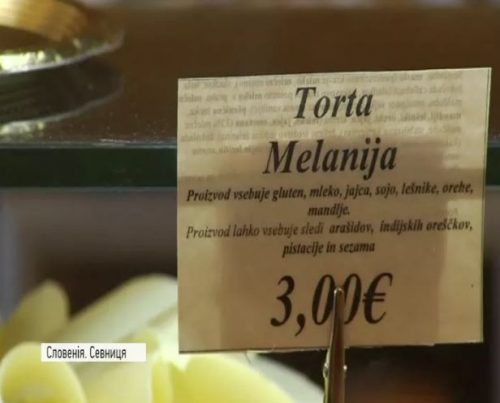 Torta
Melanija
Proizvod vsebuje gluten, mleko, jajca, sojo, lešnike, orehe,
mandlje.
Proizvod lahko vsebuje sledi arašidov, indijskih oreščkov,
pistacije in sezama
3,00€
Словенія. Севниця